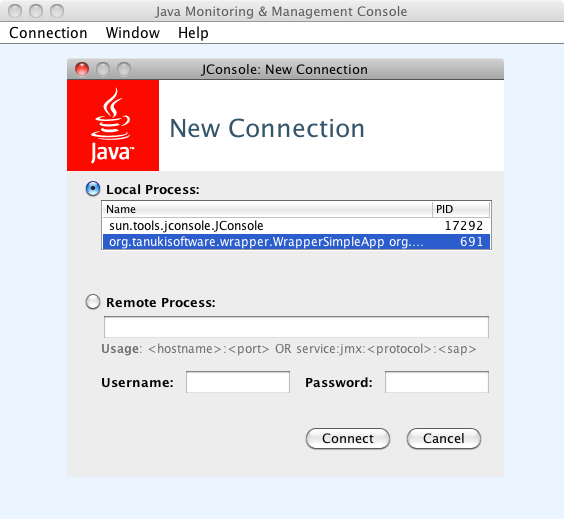 Java Monitoring & Management Console
Connection Window Help
JConsole: New Connection
Java™
New Connection
Local Process:
Name PID
sun.tools.jconsole.JConsole 17292
org.tanukisoftware.wrapper.WrapperSimpleApp org.... 691
Remote Process:
Usage: <hostname>:<port> OR service:jmx:<protocol>:<sap>
Username: Password:
Connect Cancel